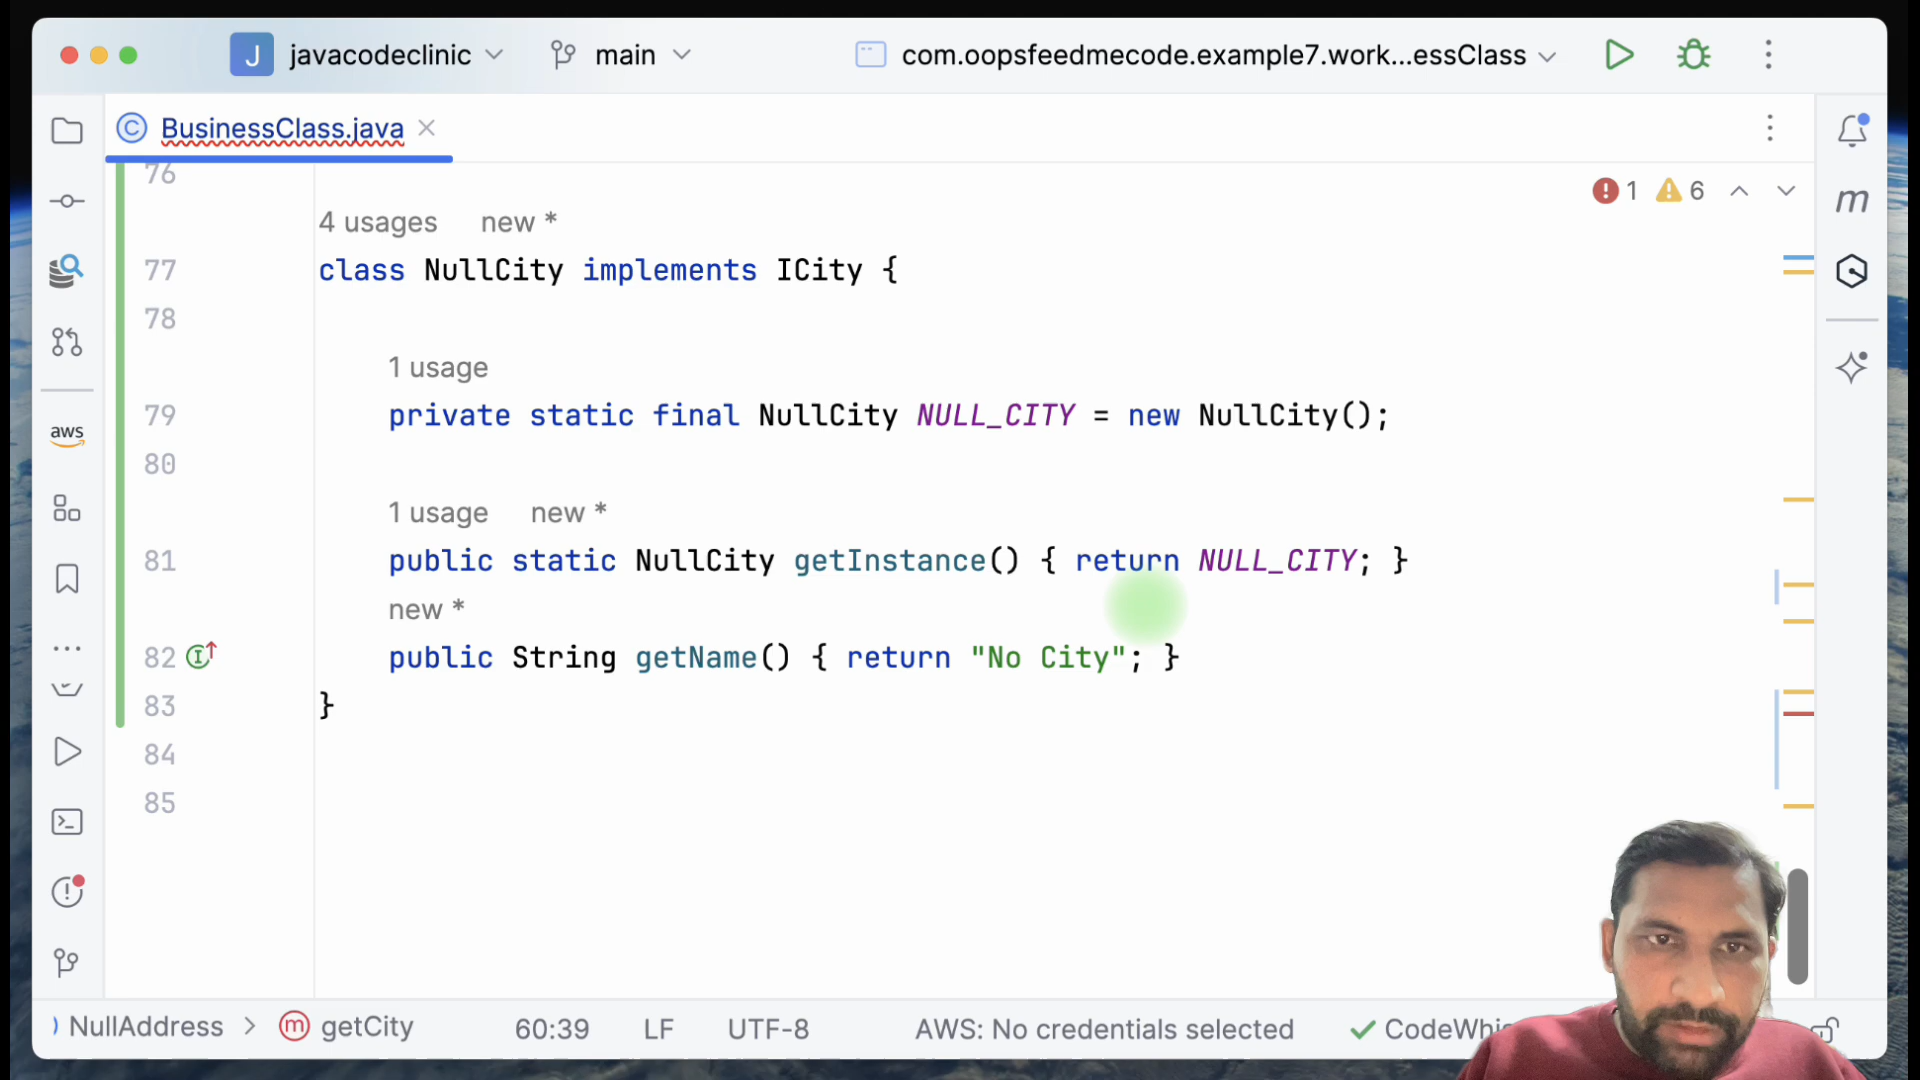 J javacodeclinic main com.oopsfeedmecode.example7.work...essClass
BusinessClass.java
1 6
76
4 usages new *
77 class NullCity implements ICity {
78
1 usage
79 private static final NullCity NULL_CITY = new NullCity();
80
1 usage new *
81 public static NullCity getInstance() { return NULL_CITY; }
new *
82 public String getName() { return "No City"; }
83 }
84
85
aws
m
NullAddress > m getCity 60:39 LF UTF-8 AWS: No credentials selected CodeWhis